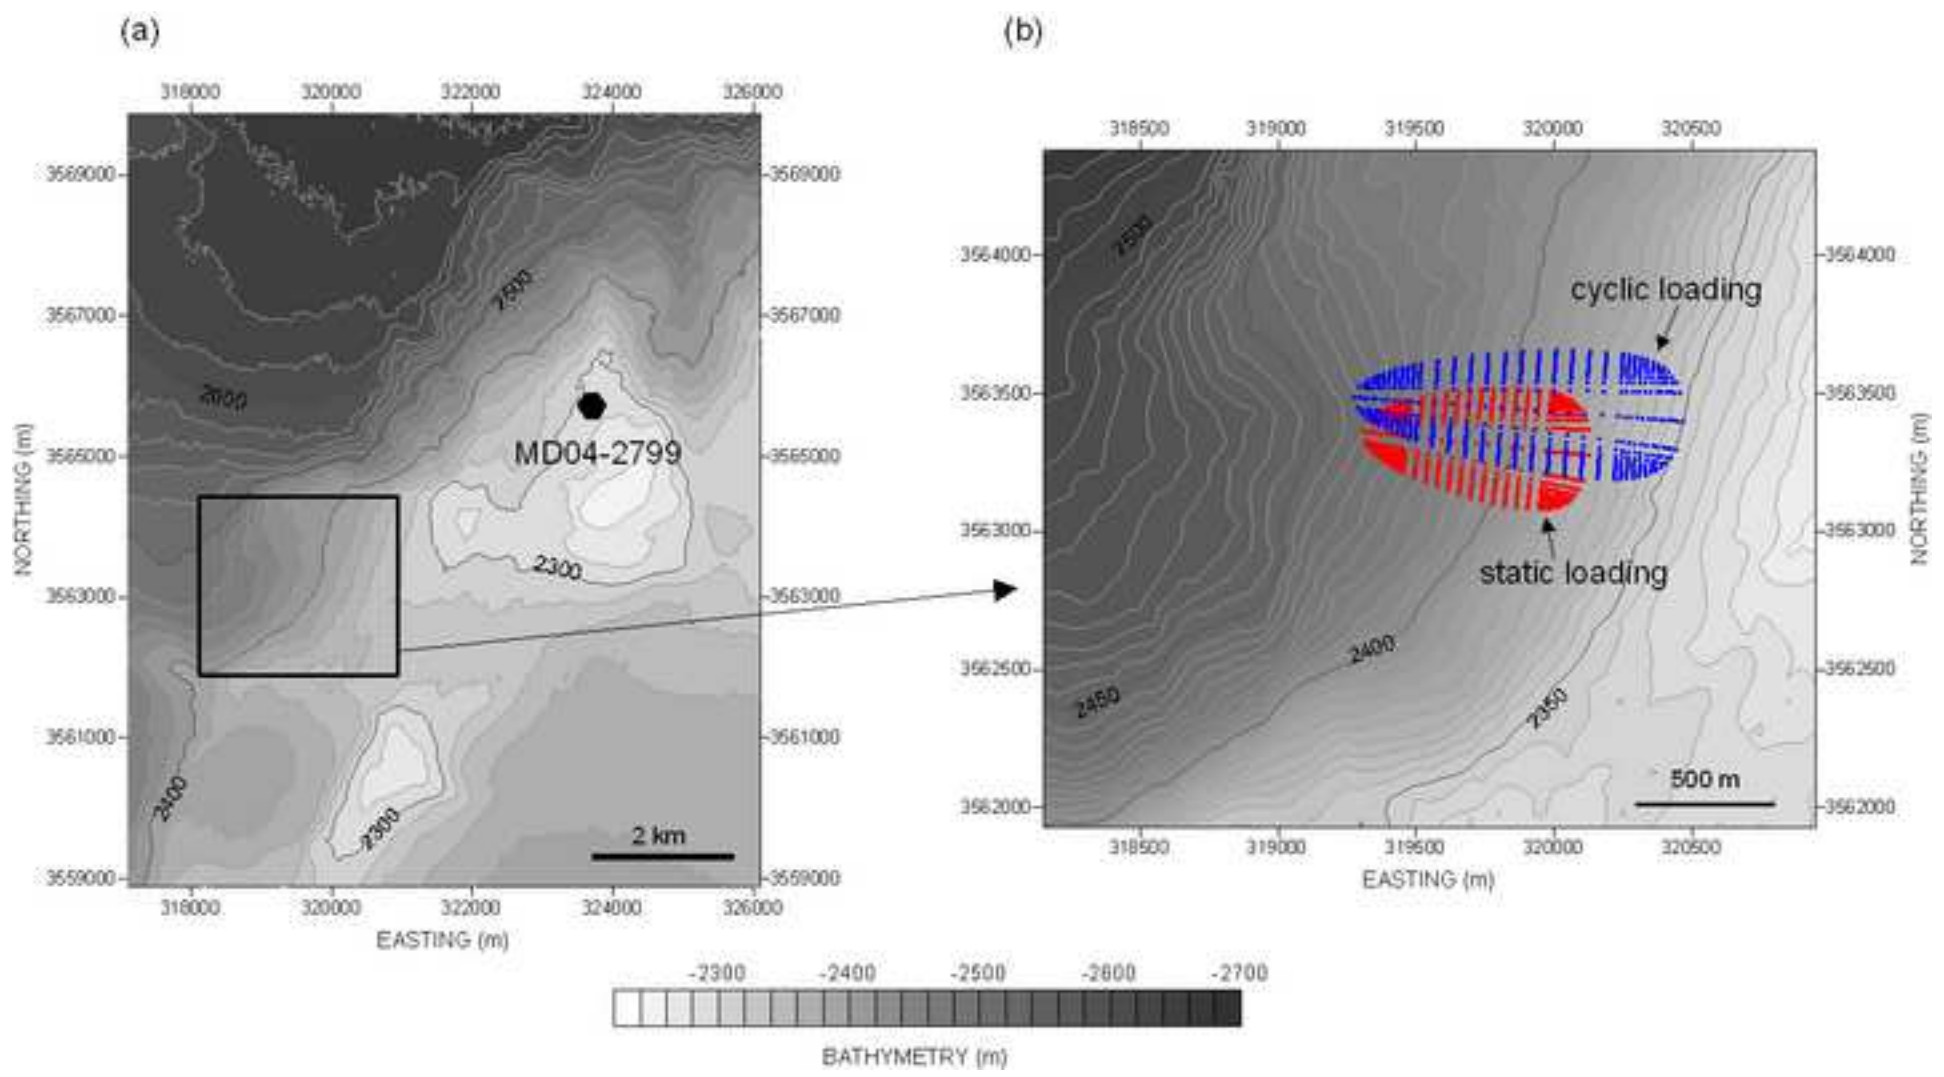 (a)
(b)
318000 320000 322000 324000 326000
318500 319000 319500 320000 320500
3569000 3569000
3567000 3567000
3565000 3565000
3563000 3563000
3561000 3561000
3559000 3559000
NORTHING (m)
2500
2600
MD04-2799
2300
2400
2300
2 km
318000 320000 322000 324000 326000
EASTING (m)
3564000 3564000
3563500 3563500
3563000 3563000
3562500 3562500
3562000 3562000
NORTHING (m)
2500
cyclic loading
static loading
2400
2450
2350
500 m
318500 319000 319500 320000 320500
EASTING (m)
-2300 -2400 -2500 -2600 -2700
BATHYMETRY (m)